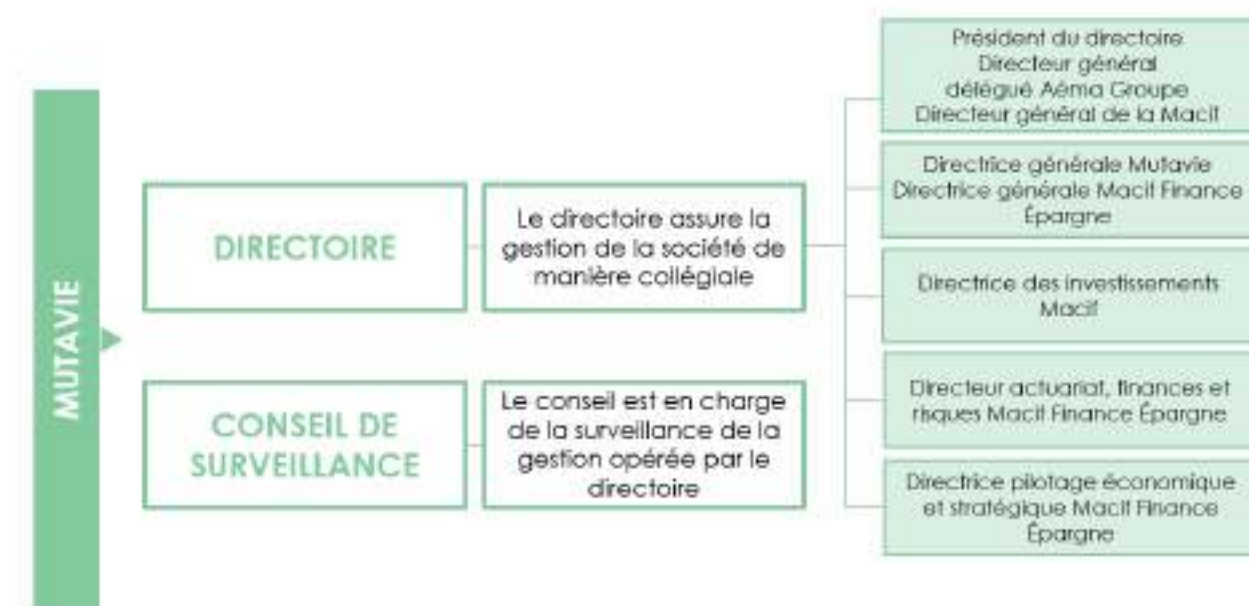 MUTAVIE
DIRECTOIRE
Le directoire assure la
gestion de la société de
manière collégiale
CONSEIL DE
SURVEILLANCE
Le conseil est en charge
de la surveillance de la
gestion opérée par le
directoire
Président du directoire
Directeur général
délégué Aéma Groupe
Directeur général de la Macif
Directrice générale Mutavie
Directrice générale Macif Finance
Épargne
Directrice des investissements
Macif
Directeur actuariat, finances et
risques Macif Finance Épargne
Directrice pilotage économique
et stratégique Macif Finance
Épargne